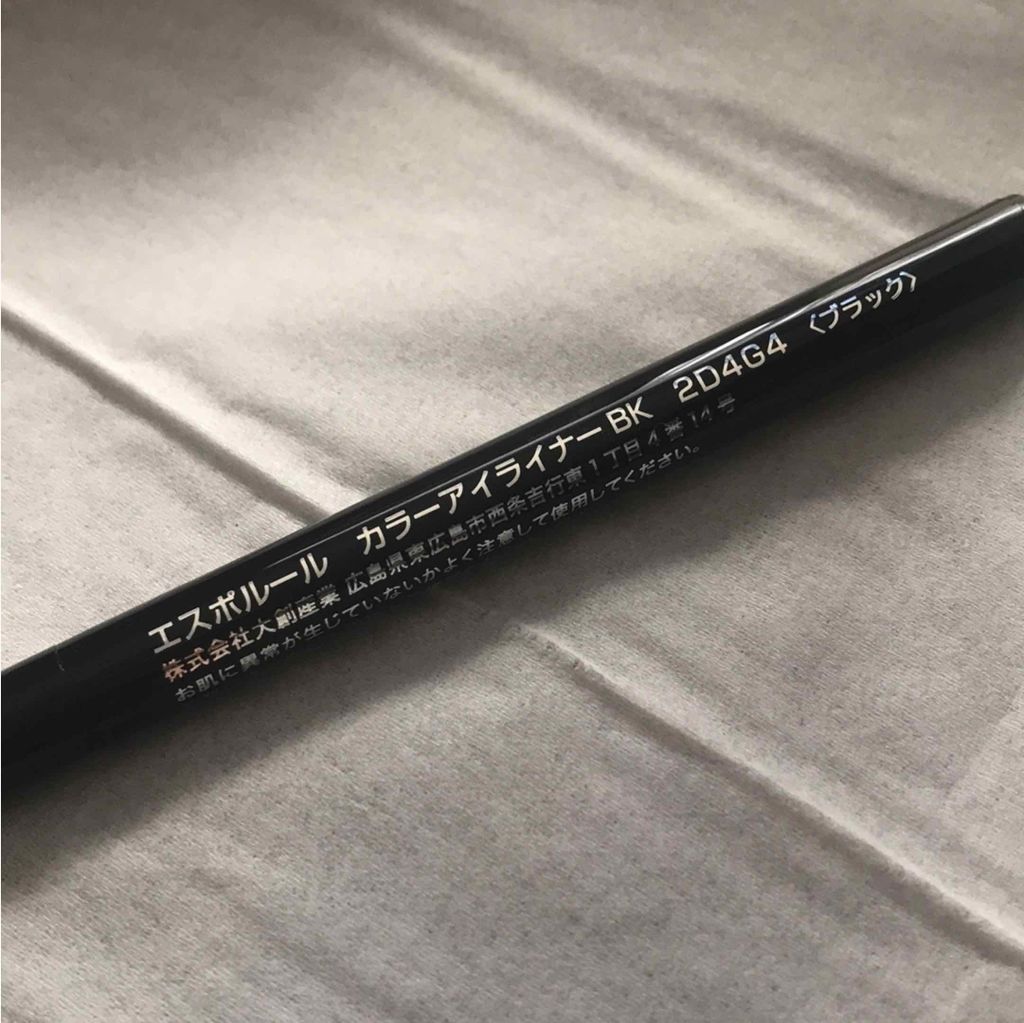 エスポルール カラーアイライナー BK 2D4G4 〈ブラック〉
株式会社大創産業 広島県東広島市西条吉行東1丁目4番14号
お肌に異常が生じていないかよく注意して使用してください。